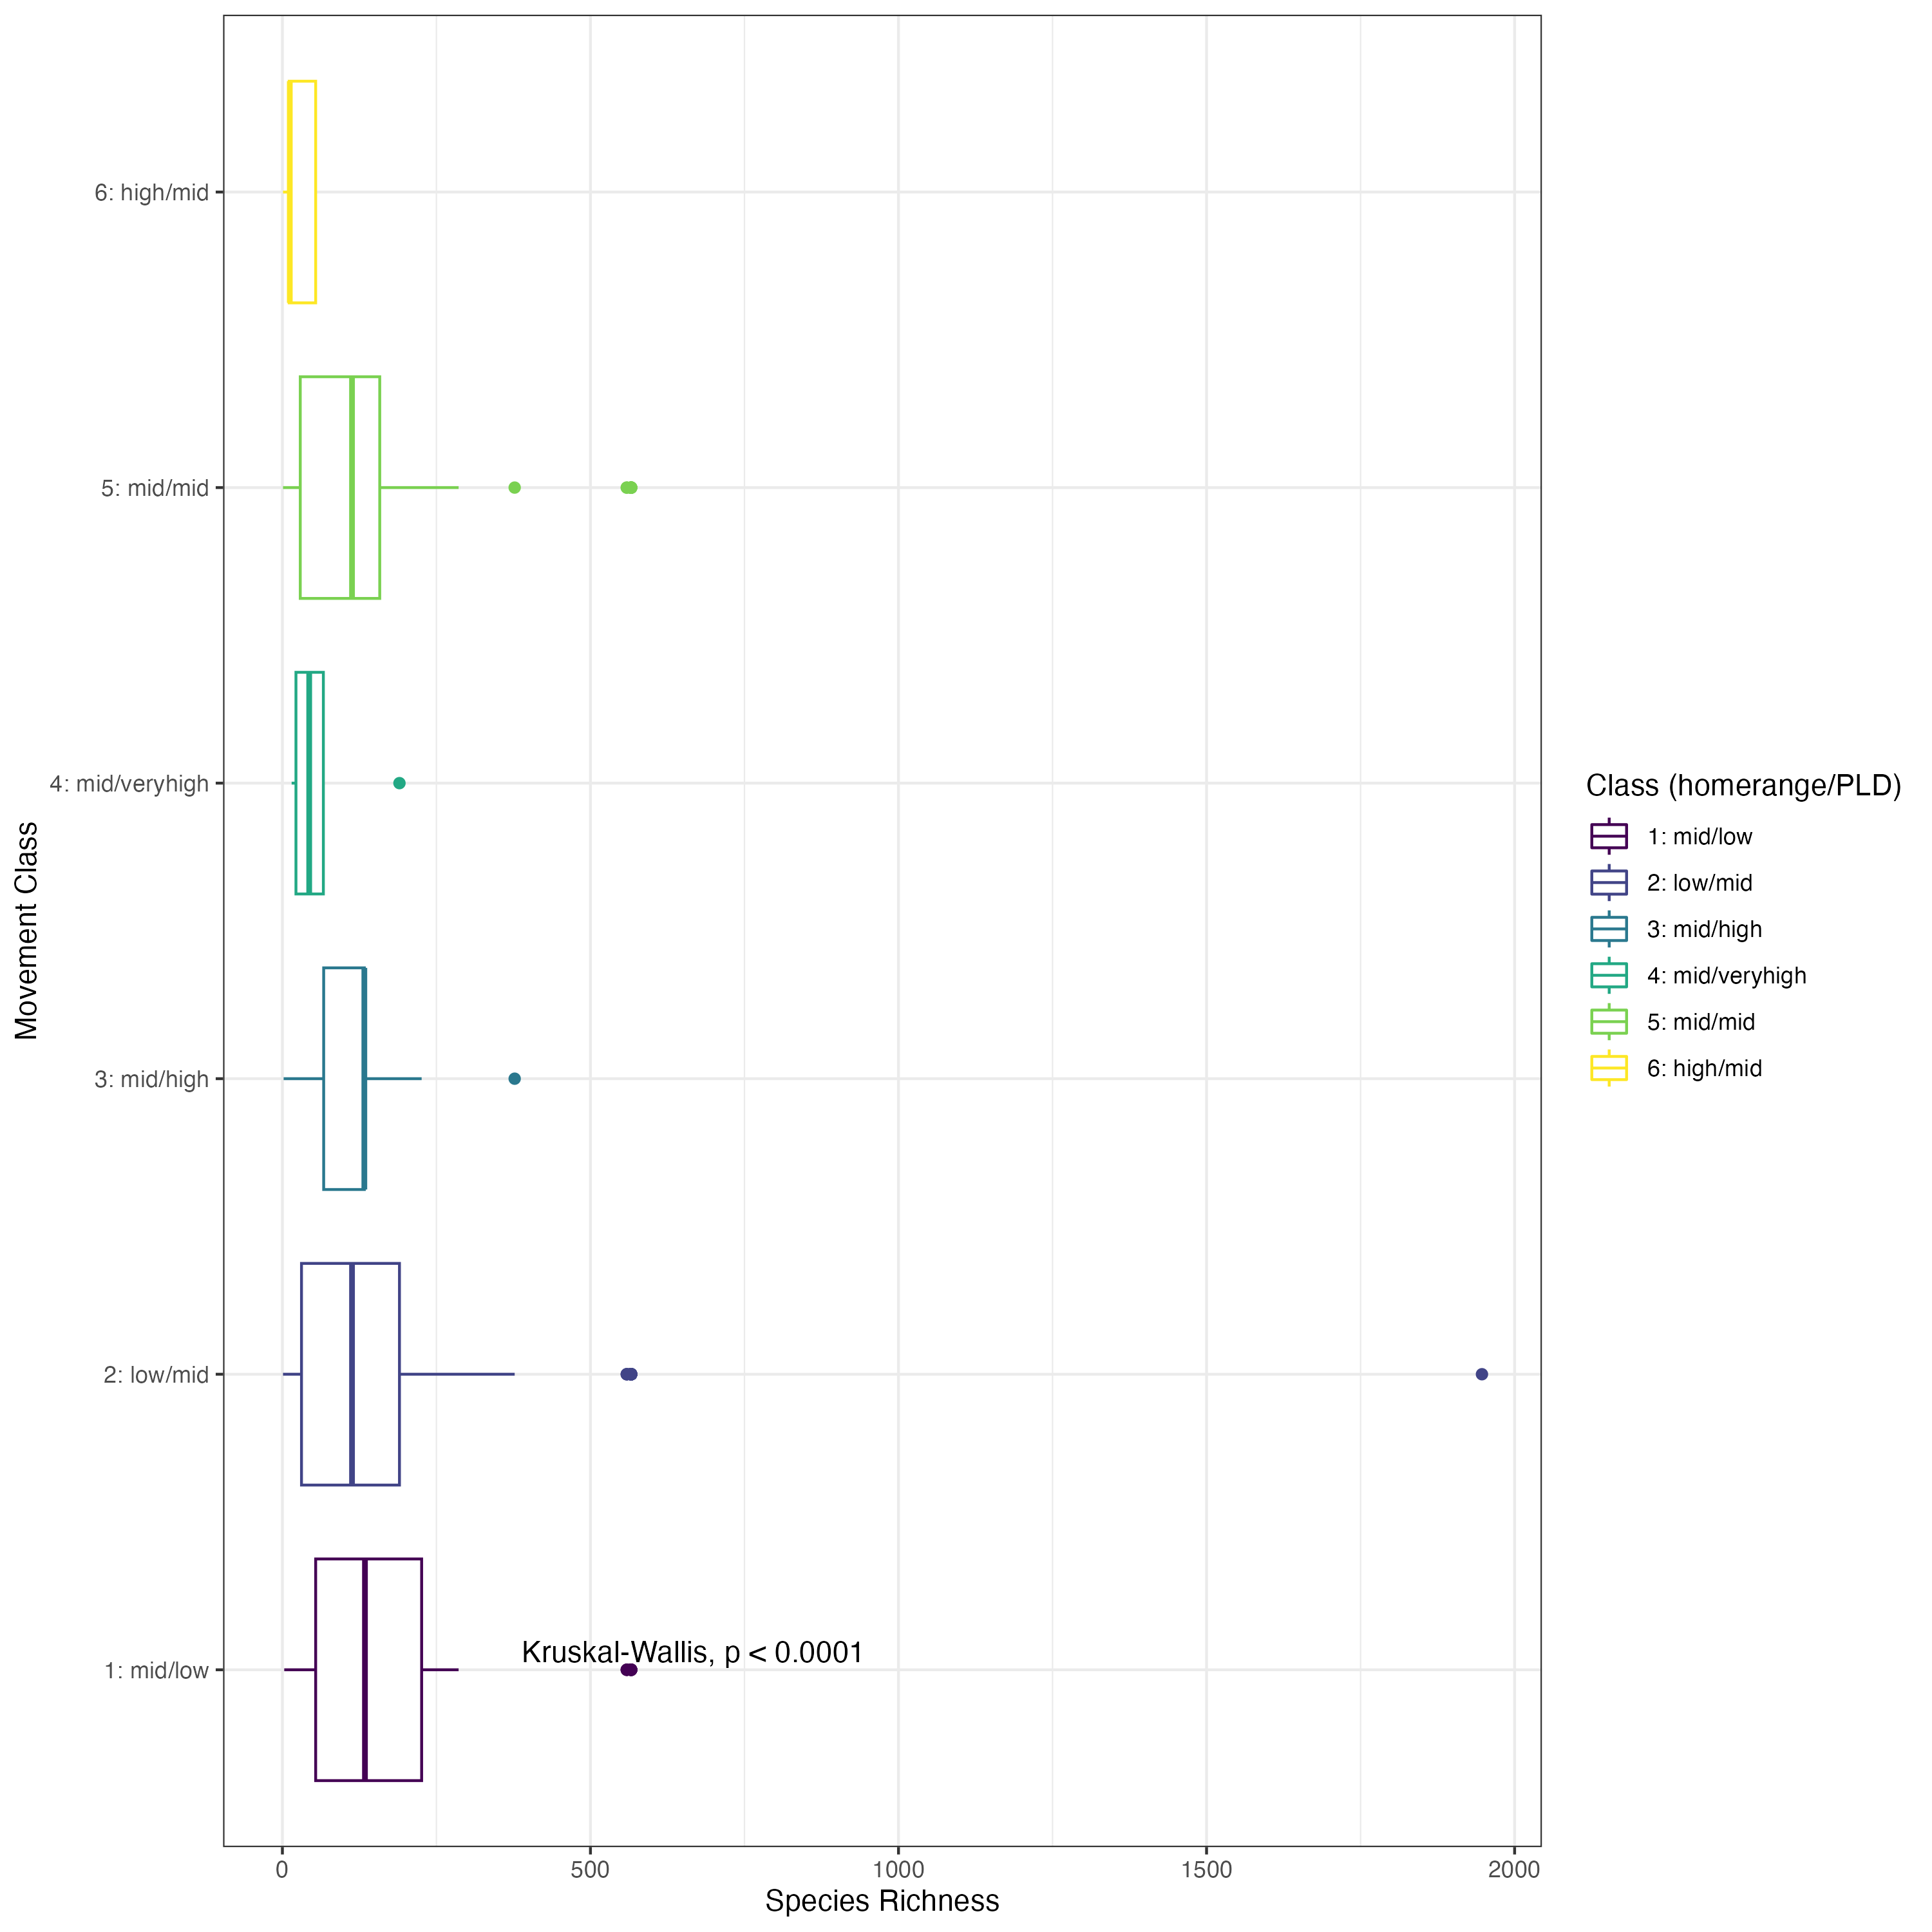 6: high/mid
5: mid/mid
4: mid/veryhigh
3: mid/high
2: low/mid
1: mid/low
Movement Class
Kruskal-Wallis, p < 0.0001
0 500 1000 1500 2000
Species Richness
Class (homerange/PLD)
1: mid/low
2: low/mid
3: mid/high
4: mid/veryhigh
5: mid/mid
6: high/mid